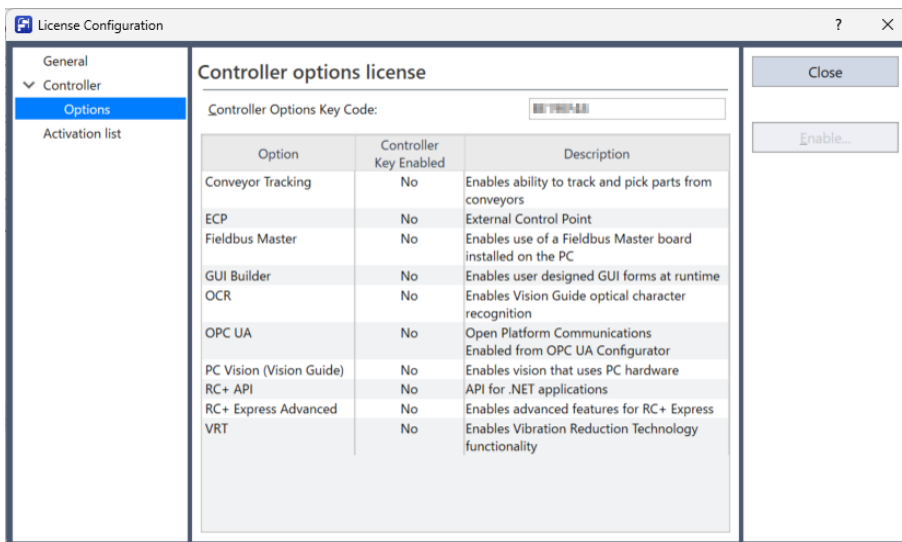 License Configuration
?
General
Controller
Options
Activation list
Controller options license
Controller Options Key Code:
Option
Controller
Key Enabled
Description
Conveyor Tracking No Enables ability to track and pick parts from
conveyors
ECP No External Control Point
Fieldbus Master No Enables use of a Fieldbus Master board
installed on the PC
GUI Builder No Enables user designed GUI forms at runtime
OCR No Enables Vision Guide optical character
recognition
OPC UA No Open Platform Communications
Enabled from OPC UA Configurator
PC Vision (Vision Guide) No Enables vision that uses PC hardware
RC+ API No API for .NET applications
RC+ Express Advanced No Enables advanced features for RC+ Express
VRT No Enables Vibration Reduction Technology
functionality
Close
Enable...